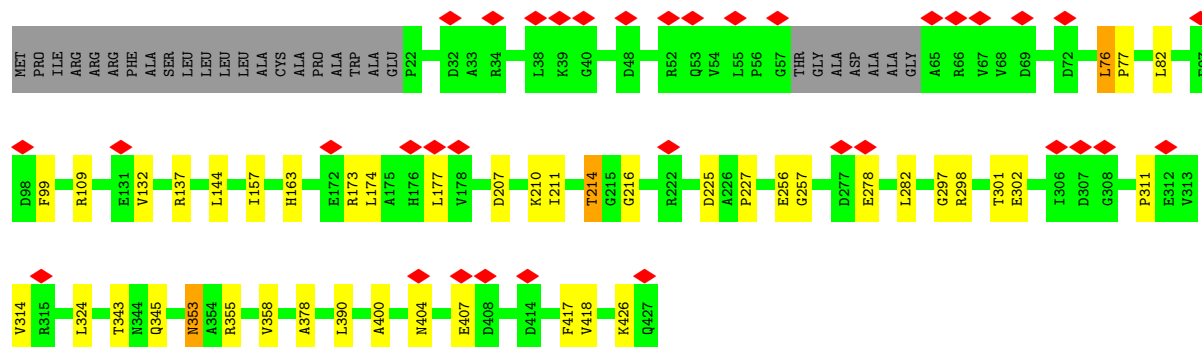 MET PRO ILE ARG ARG ARG PHE ALA SER LEU LEU LEU LEU ALA CYS ALA PRO ALA TRP ALA GLU P22 D32 A33 R34 L38 K39 G40 D48 R52 Q53 V54 L55 P56 G57 THR GLY ALA ASP ALA ALA GLY A65 R66 V67 V68 D69 D72 L76 P77 L82
D98 F99 R109 E131 V132 R137 L144 I157 H163 E172 R173 L174 A175 H176 L177 V178 D207 K210 I211 T214 G215 G216 R222 D225 A226 P227 E256 G257 D277 E278 L282 G297 R298 T301 E302 I306 D307 G308 P311 E312 V313
V314 R315 L324 T343 N344 Q345 N353 A354 R355 V358 A378 L390 A400 N404 E407 D408 D414 F417 V418 K426 Q427